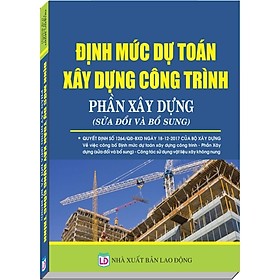 ĐỊNH MỨC DỰ TOÁN
XÂY DỰNG CÔNG TRÌNH
PHẦN XÂY DỰNG
(SỬA ĐỔI VÀ BỔ SUNG)
* QUYẾT ĐỊNH SỐ 1264/QĐ-BXD NGÀY 18-12-2017 CỦA BỘ XÂY DỰNG
Về việc công bố Định mức dự toán xây dựng công trình - Phần Xây
dựng (sửa đổi và bổ sung) - Công tác sử dụng vật liệu xây không nung
LĐ NHÀ XUẤT BẢN LAO ĐỘNG